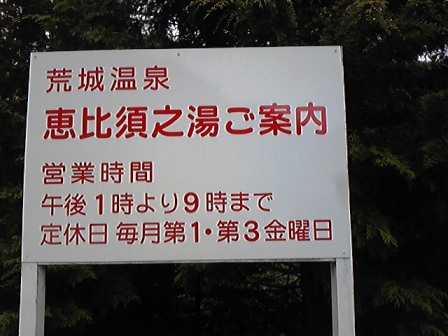 荒城温泉
恵比須之湯ご案内
営業時間
午後1時より9時まで
定休日 毎月第1・第3金曜日